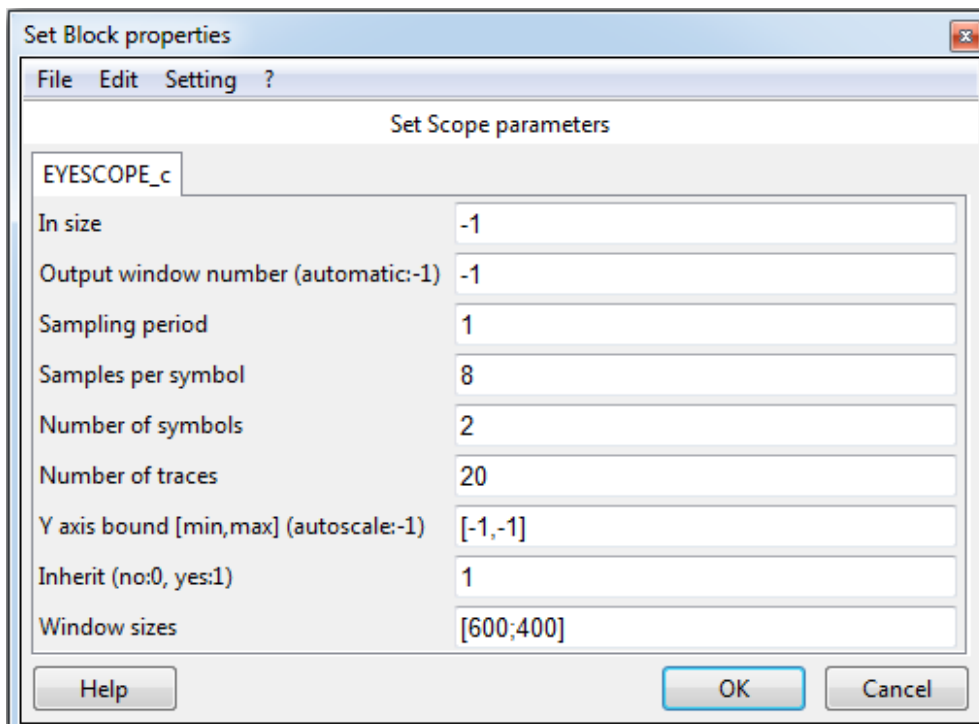 Set Block properties
File Edit Setting ?
Set Scope parameters
EYESCOPE_c
In size -1
Output window number (automatic:-1) -1
Sampling period 1
Samples per symbol 8
Number of symbols 2
Number of traces 20
Y axis bound [min,max] (autoscale:-1) [-1,-1]
Inherit (no:0, yes:1) 1
Window sizes [600;400]
Help OK Cancel